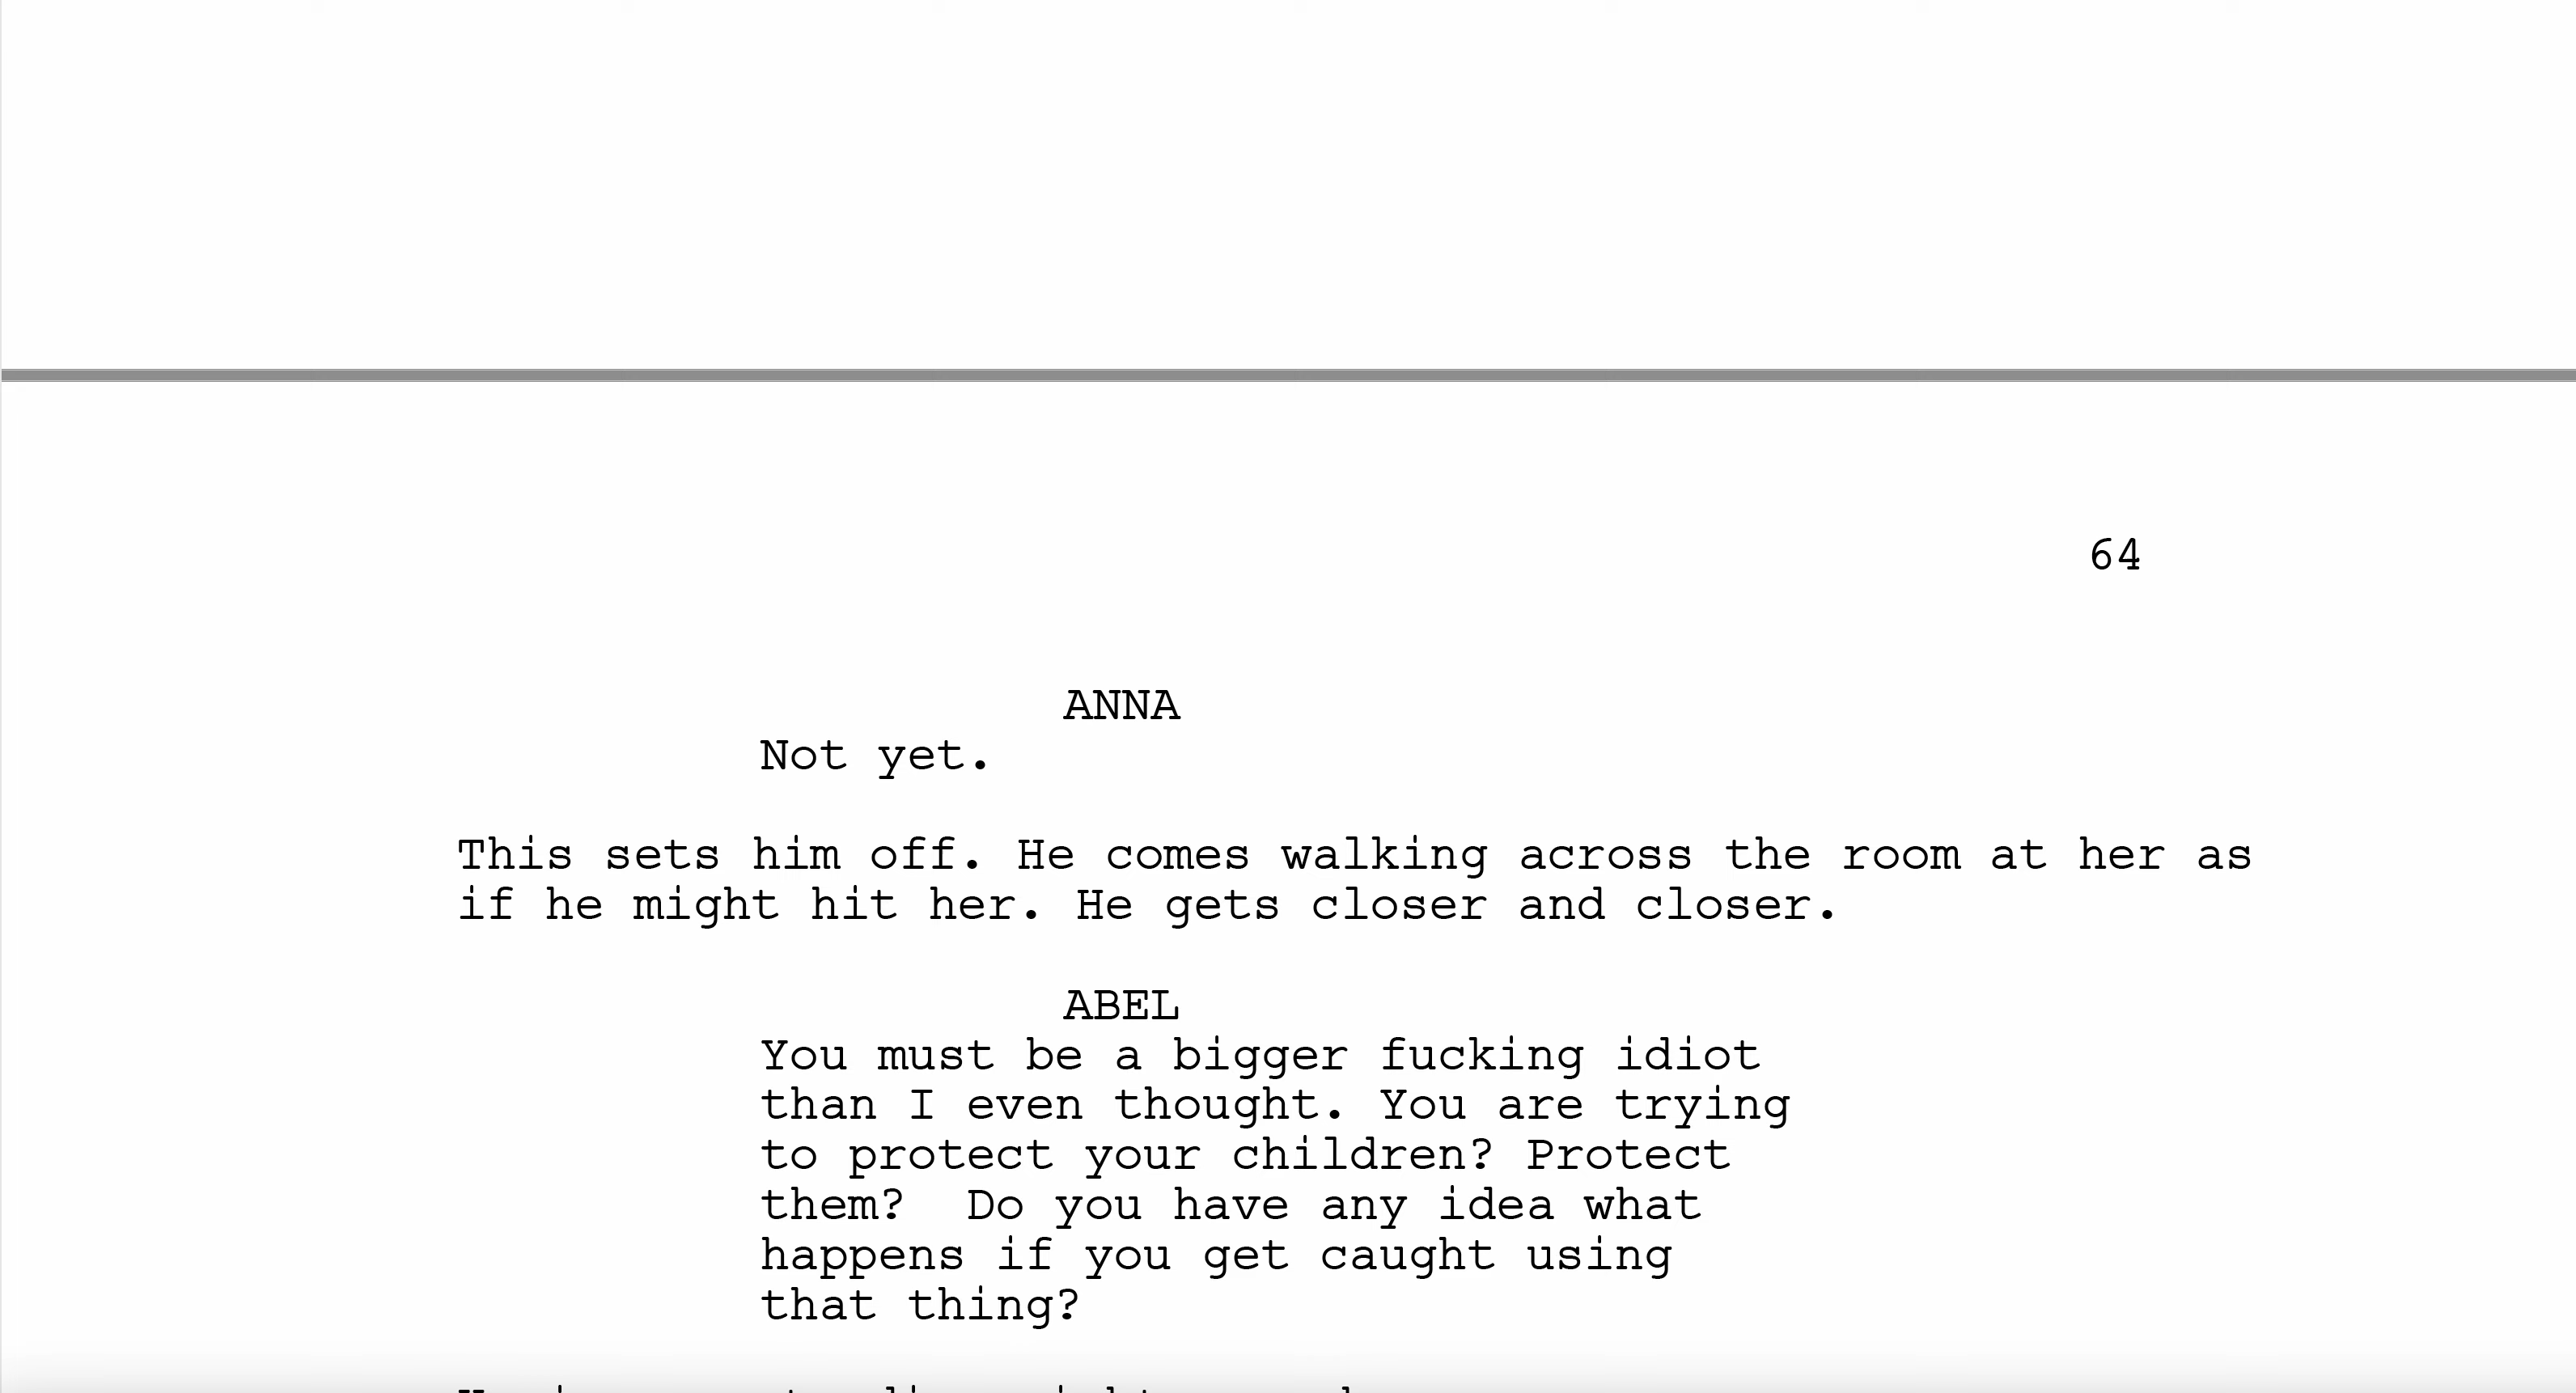 64
ANNA
Not yet.
This sets him off. He comes walking across the room at her as
if he might hit her. He gets closer and closer.
ABEL
You must be a bigger fucking idiot
than I even thought. You are trying
to protect your children? Protect
them?  Do you have any idea what
happens if you get caught using
that thing?